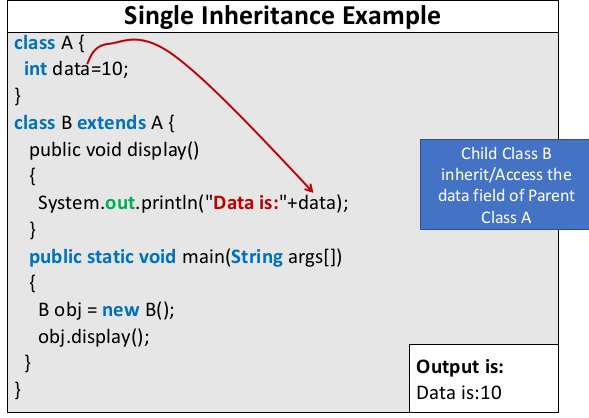 Single Inheritance Example
class A {
int data=10;
}
class B extends A {
public void display()
{
System.out.println("Data is:"+data);
}
public static void main(String args[])
{
B obj = new B();
obj.display();
}
}
Child Class B
inherit/Access the
data field of Parent
Class A
Output is:
Data is:10